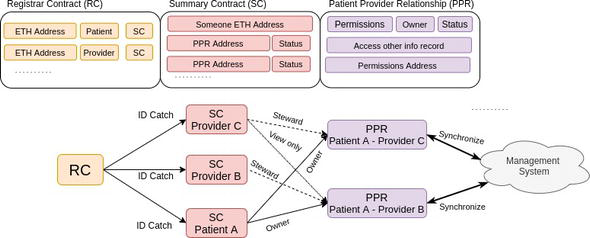 Registrar Contract (RC)
Summary Contract (SC)
Patient Provider Relationship (PPR)
ETH Address Patient SC
ETH Address Provider SC
..........
Someone ETH Address
PPR Address Status
PPR Address Status
..........
Permissions Owner Status
Access other info record
Permissions Address
..........
RC
ID Catch
ID Catch
ID Catch
SC
Provider C
SC
Provider B
SC
Patient A
Steward
View only
Steward
Owner
Owner
PPR
Patient A - Provider C
PPR
Patient A - Provider B
Synchronize
Synchronize
Management
System